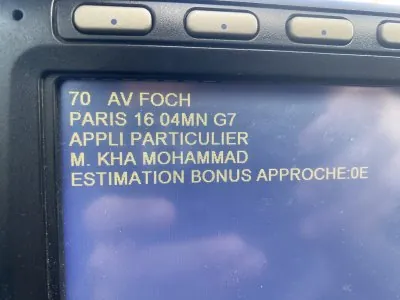 70 AV FOCH
PARIS 16 04MN G7
APPLI PARTICULIER
M. KHA MOHAMMAD
ESTIMATION BONUS APPROCHE:0E